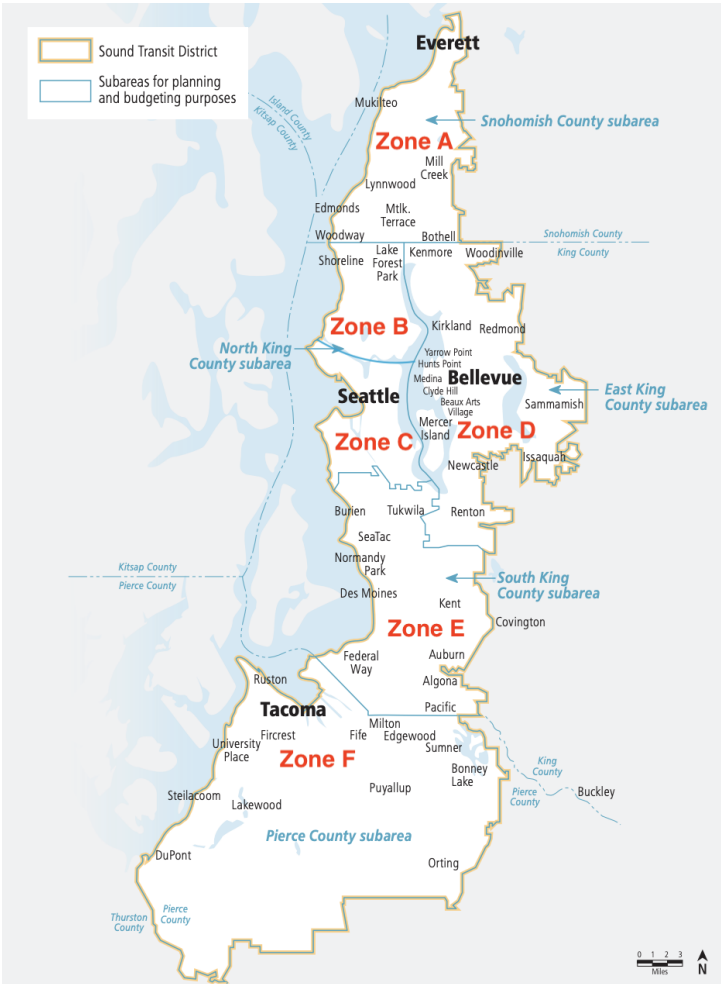 Sound Transit District
Subareas for planning
and budgeting purposes
Everett
Island County
Kitsap County
Mukilteo
Snohomish County subarea
Zone A
Mill
Creek
Lynnwood
Edmonds
Mtlk.
Terrace
Woodway
Bothell
Snohomish County
King County
Shoreline
Lake
Forest
Park
Kenmore
Woodinville
Zone B
Kirkland
Redmond
North King
County subarea
Yarrow Point
Hunts Point
Medina
Bellevue
Clyde Hill
Seattle
Beaux Arts
Village
East King
County subarea
Sammamish
Mercer
Island
Zone D
Zone C
Newcastle
Issaquah
Burien
Tukwila
Renton
SeaTac
Normandy
Park
Kitsap County
Pierce County
South King
County subarea
Des Moines
Kent
Zone E
Covington
Federal
Way
Auburn
Ruston
Algona
Tacoma
Pacific
Milton
Fircrest
Fife
Edgewood
University
Place
Sumner
Zone F
Bonney
Lake
King
County
Pierce
County
Buckley
Puyallup
Steilacoom
Lakewood
Pierce County subarea
DuPont
Orting
Thurston
County
Pierce
County
0 1 2 3
Miles
N